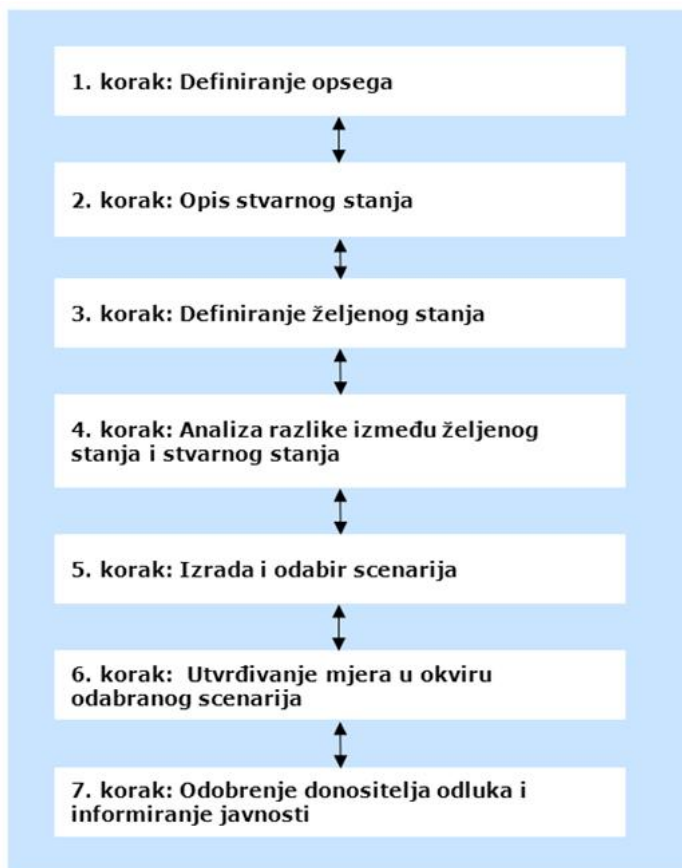 1. korak: Definiranje opsega
2. korak: Opis stvarnog stanja
3. korak: Definiranje željenog stanja
4. korak: Analiza razlike između željenog
stanja i stvarnog stanja
5. korak: Izrada i odabir scenarija
6. korak:  Utvrđivanje mjera u okviru
odabranog scenarija
7. korak: Odobrenje donositelja odluka i
informiranje javnosti